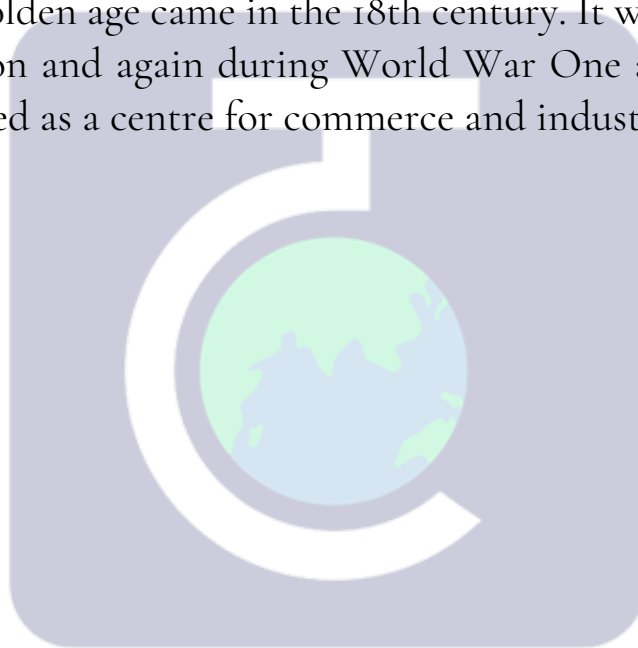 olden age came in the 18th century. It w
on and again during World War One a
ed as a centre for commerce and indust